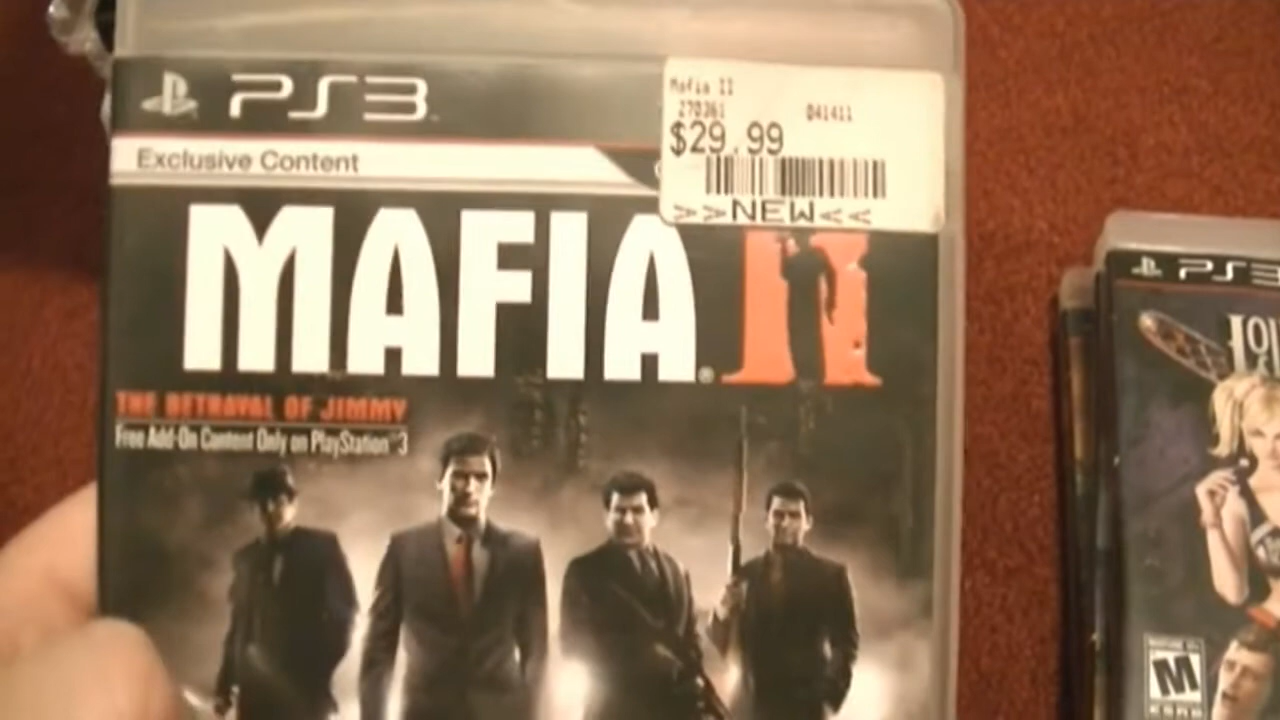 PS3
Mafia II
270361 041411
$29.99
>>NEW<<
Exclusive Content
MAFIA II
THE BETRAYAL OF JIMMY
Free Add-On Content Only on PlayStation®3
PS3
M
ESRB